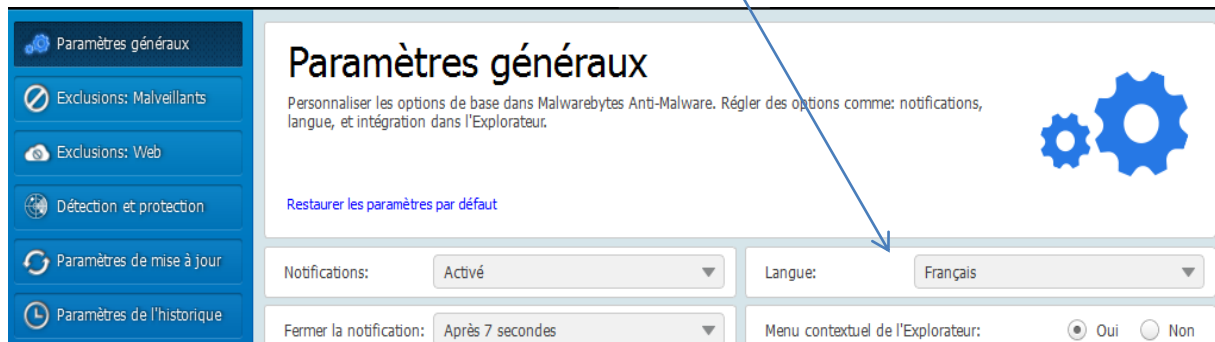 Paramètres généraux
Exclusions: Malveillants
Exclusions: Web
Détection et protection
Paramètres de mise à jour
Paramètres de l'historique
Paramètres généraux
Personnaliser les options de base dans Malwarebytes Anti-Malware. Régler des options comme: notifications,
langue, et intégration dans l'Explorateur.
Restaurer les paramètres par défaut
Notifications: Activé
Langue: Français
Fermer la notification: Après 7 secondes
Menu contextuel de l'Explorateur: Oui Non